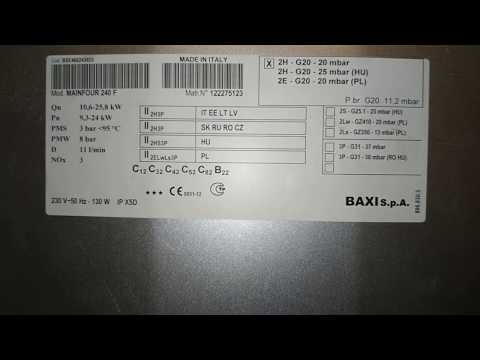 MADE IN ITALY
Mod. MAINFOUR 240 F
Matr. N° 122275123
Qn 10,6-25,8 kW
Pn 9,3-24 kW
PMS 3 bar <95 °C
PMW 8 bar
D 11 l/min
NOx 3
II2H3P IT EE LT LV
II2H3P SK RU RO CZ
II2HS3P HU
II2ELwLs3P PL
C12 C32 C42 C52 C82 B22
*** CE
230 V~50 Hz - 130 W IP X5D
X 2H - G20 - 20 mbar
2H - G20 - 25 mbar (HU)
2E - G20 - 20 mbar (PL)
P br. G20 11,2 mbar
2S - G25.1 - 25 mbar (HU)
2Lw - GZ410 - 20 mbar (PL)
2Ls - GZ350 - 13 mbar (PL)
3P - G31 - 37 mbar
3P - G31 - 30 mbar (RO HU)
BAXI S.p.A.